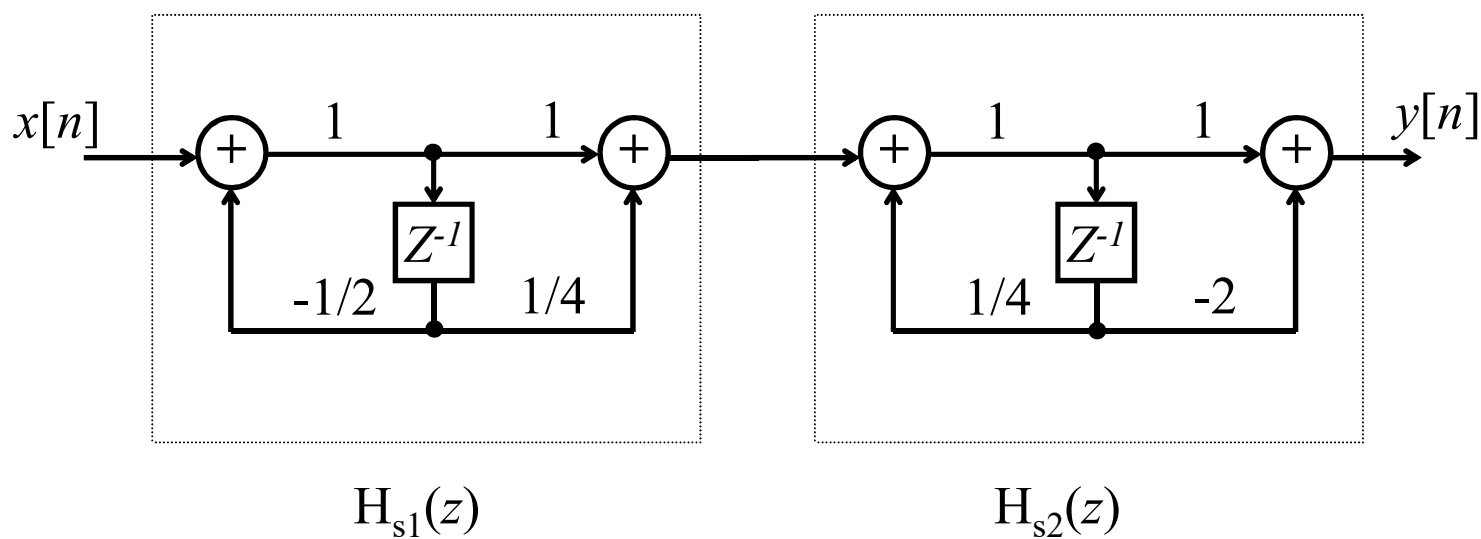 x[n] + 1 1 + + 1 1 + y[n]
Z⁻¹ Z⁻¹
-1/2 1/4 1/4 -2
Hₛ₁(z) Hₛ₂(z)